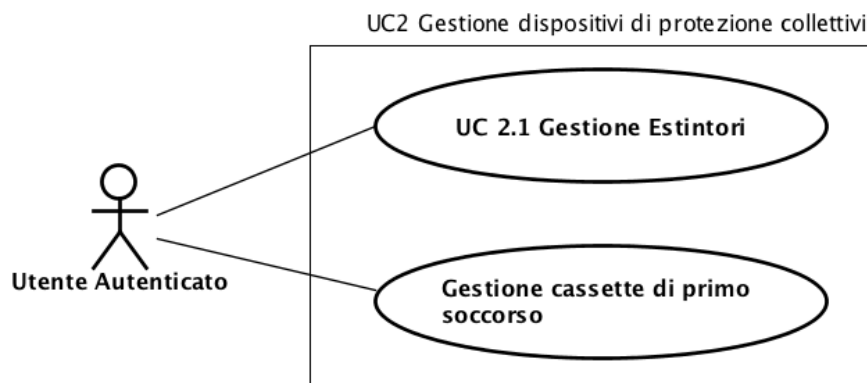 UC2 Gestione dispositivi di protezione collettivi
UC 2.1 Gestione Estintori
Utente Autenticato
Gestione cassette di primo
soccorso